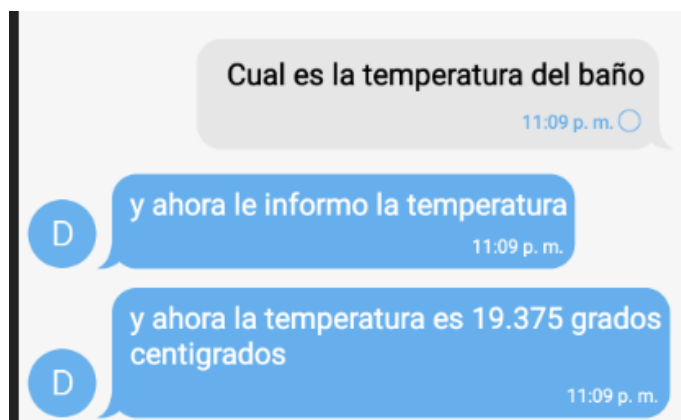 Cual es la temperatura del baño
11:09 p. m.
y ahora le informo la temperatura
11:09 p. m.
D
y ahora la temperatura es 19.375 grados
centigrados
11:09 p. m.
D